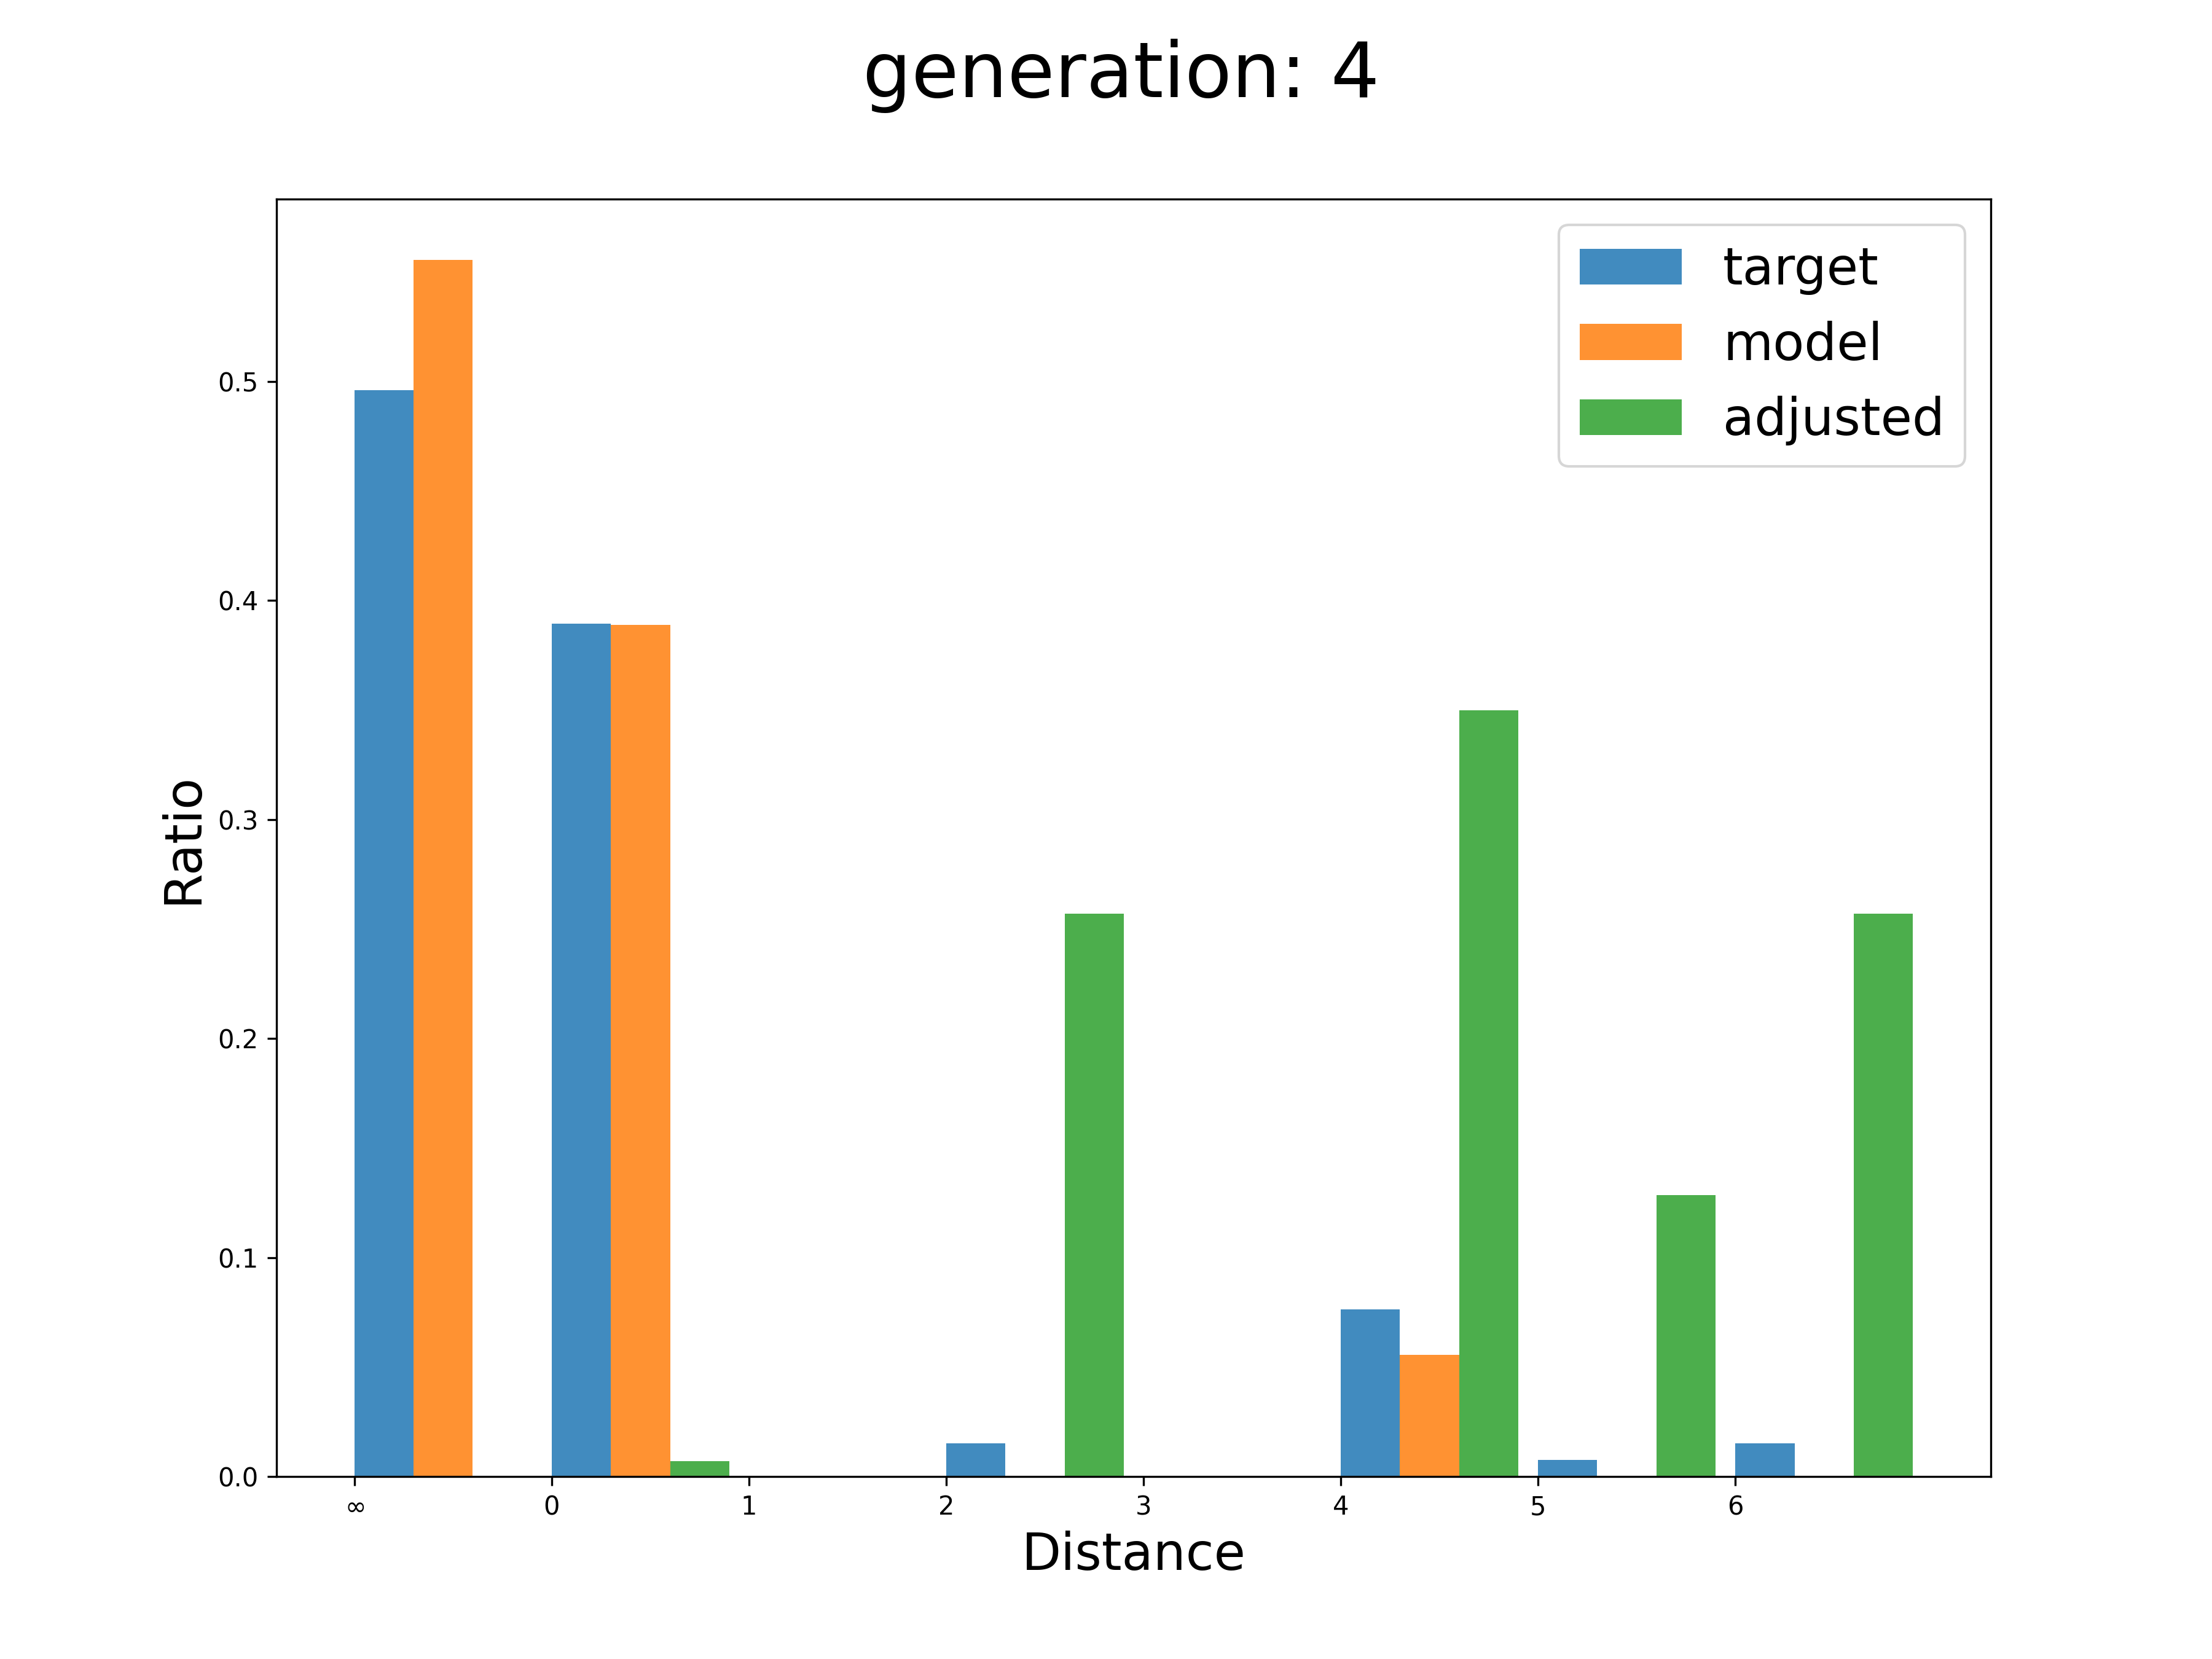 generation: 4
target
model
adjusted
Ratio
0.5
0.4
0.3
0.2
0.1
0.0
∞ 0 1 2 3 4 5 6
Distance